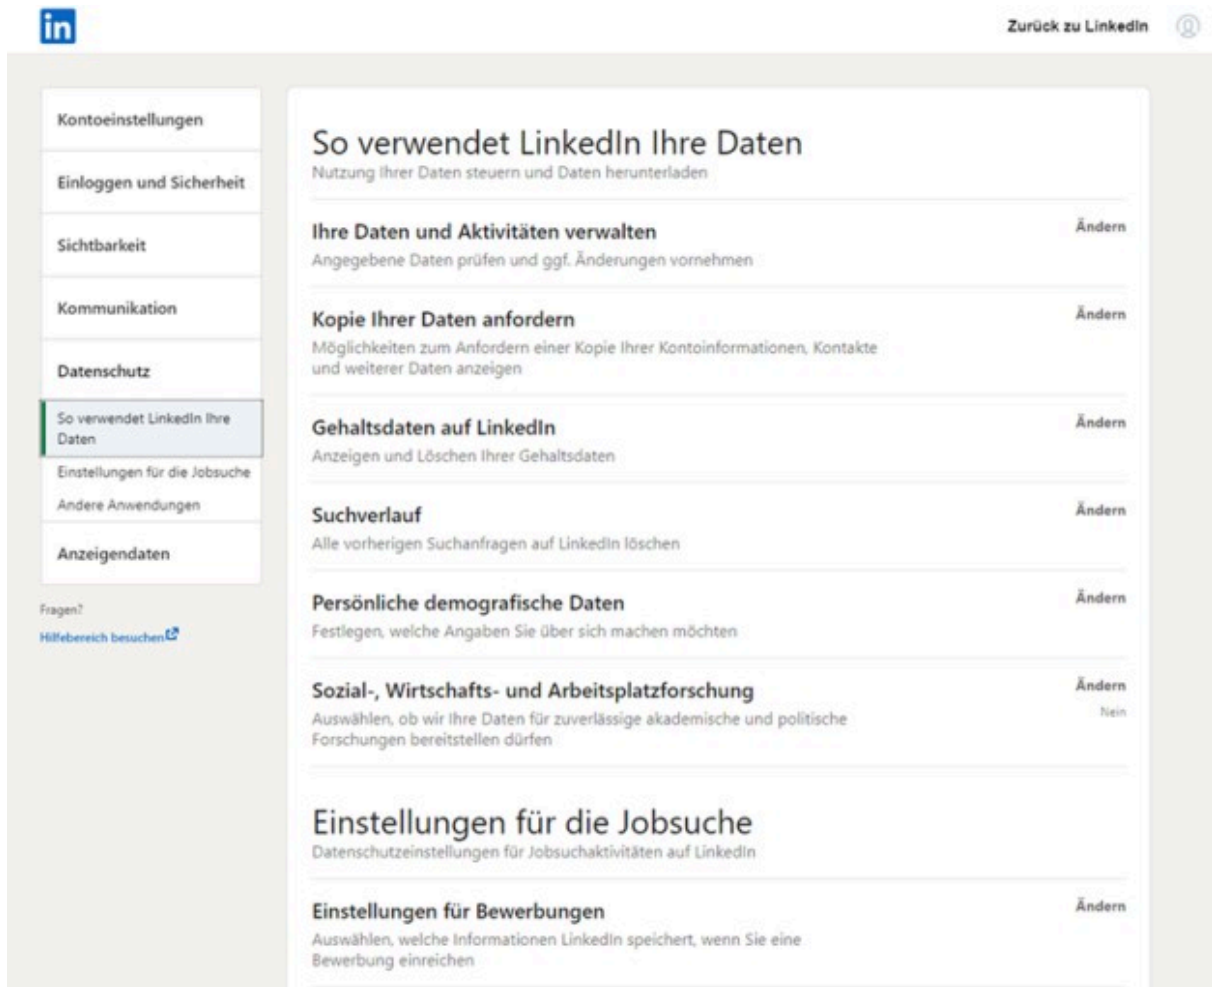 in
Zurück zu LinkedIn
Kontoeinstellungen
Einloggen und Sicherheit
Sichtbarkeit
Kommunikation
Datenschutz
So verwendet LinkedIn Ihre
Daten
Einstellungen für die Jobsuche
Andere Anwendungen
Anzeigendaten
Fragen?
Hilfebereich besuchen
So verwendet LinkedIn Ihre Daten
Nutzung Ihrer Daten steuern und Daten herunterladen
Ihre Daten und Aktivitäten verwalten
Ändern
Angegebene Daten prüfen und ggf. Änderungen vornehmen
Kopie Ihrer Daten anfordern
Ändern
Möglichkeiten zum Anfordern einer Kopie Ihrer Kontoinformationen, Kontakte
und weiterer Daten anzeigen
Gehaltsdaten auf LinkedIn
Ändern
Anzeigen und Löschen Ihrer Gehaltsdaten
Suchverlauf
Ändern
Alle vorherigen Suchanfragen auf LinkedIn löschen
Persönliche demografische Daten
Ändern
Festlegen, welche Angaben Sie über sich machen möchten
Sozial-, Wirtschafts- und Arbeitsplatzforschung
Ändern
Nein
Auswählen, ob wir Ihre Daten für zuverlässige akademische und politische
Forschungen bereitstellen dürfen
Einstellungen für die Jobsuche
Datenschutzeinstellungen für Jobsuchaktivitäten auf LinkedIn
Einstellungen für Bewerbungen
Ändern
Auswählen, welche Informationen LinkedIn speichert, wenn Sie eine
Bewerbung einreichen